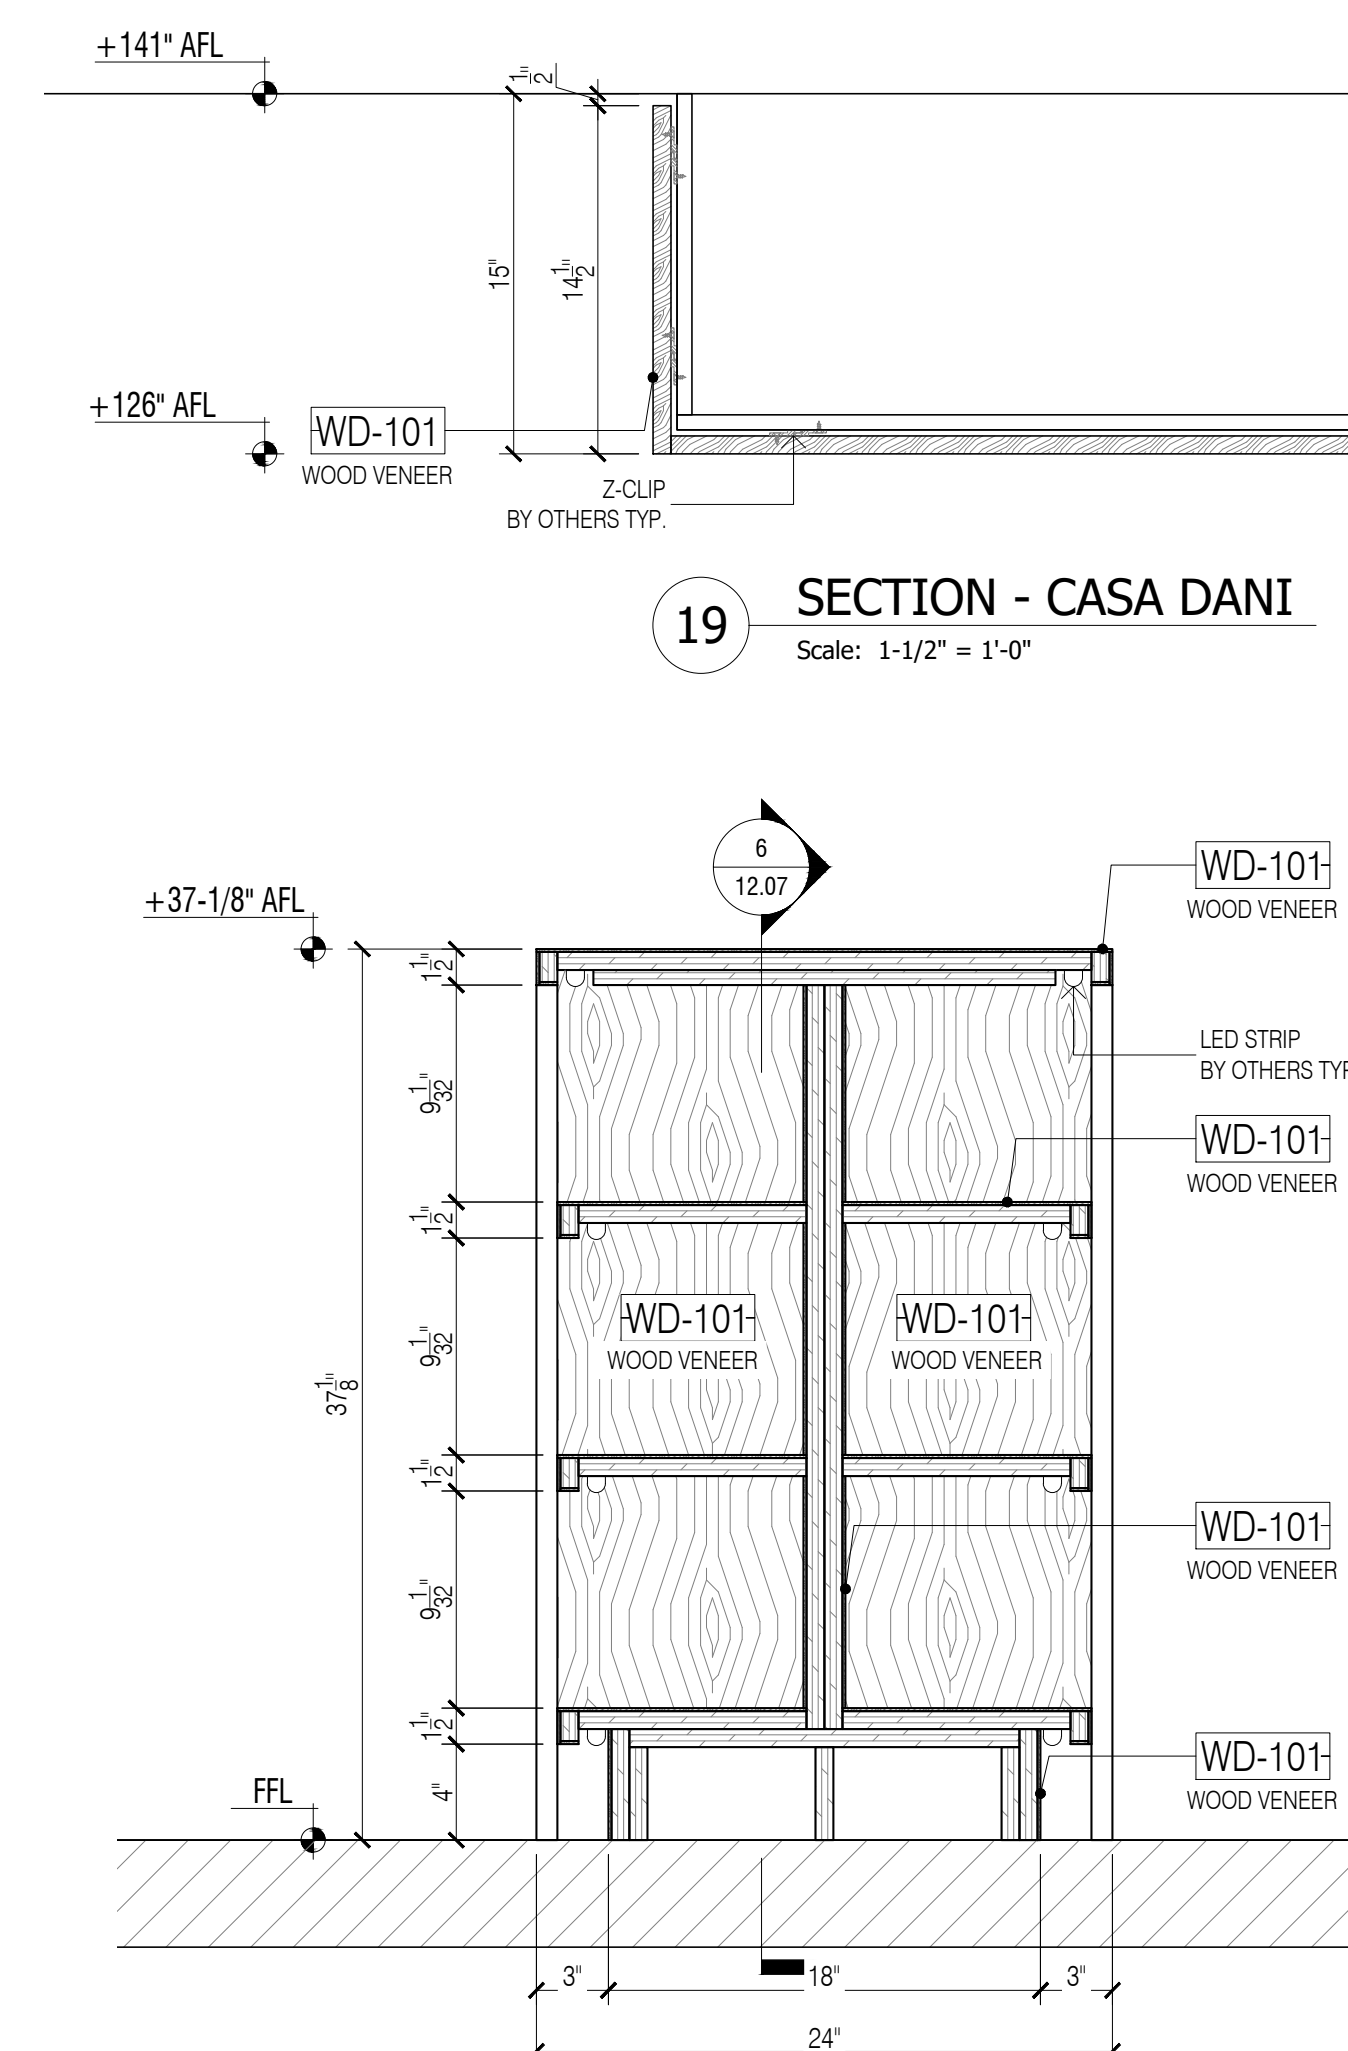 +141" AFL
1/2"
15"
14 1/2"
+126" AFL
WD-101
WOOD VENEER
Z-CLIP
BY OTHERS TYP.
19
SECTION - CASA DANI
Scale: 1-1/2" = 1'-0"
6
12.07
WD-101
WOOD VENEER
+37-1/8" AFL
1 1/2"
LED STRIP
BY OTHERS TYP
9 1/32"
WD-101
WOOD VENEER
1 1/2"
9 1/32"
WD-101
WOOD VENEER
WD-101
WOOD VENEER
37 1/8"
1 1/2"
WD-101
WOOD VENEER
9 1/32"
1 1/2"
WD-101
WOOD VENEER
4"
FFL
3"
18"
3"
24"